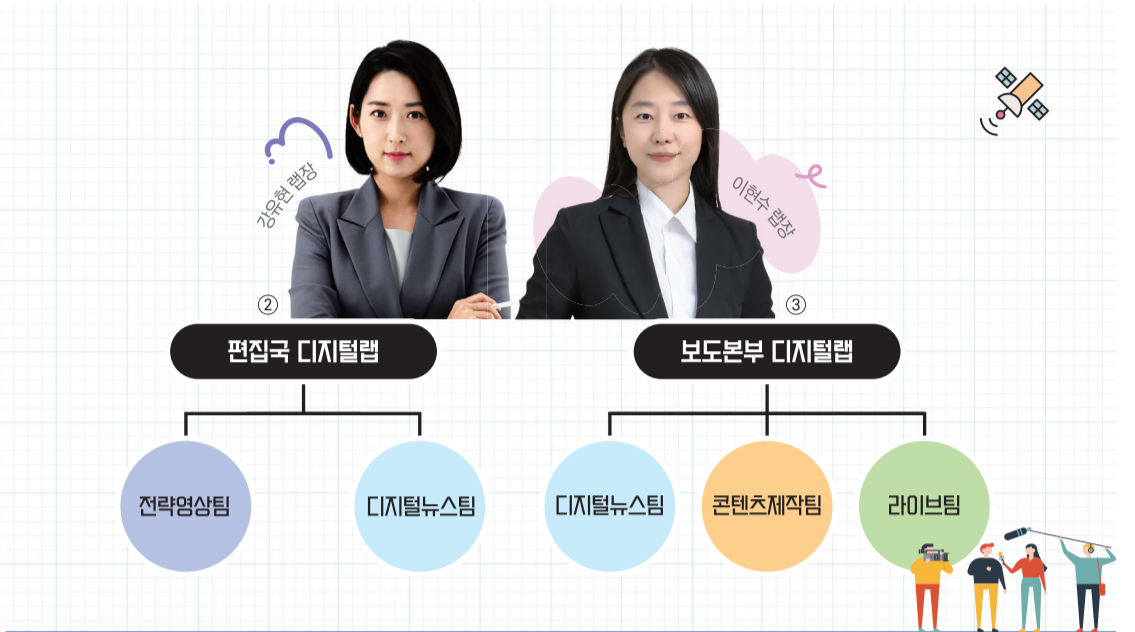 강유현 랩장
이현수 랩장
②
③
편집국 디지털랩
보도본부 디지털랩
전략영상팀
디지털뉴스팀
디지털뉴스팀
콘텐츠제작팀
라이브팀